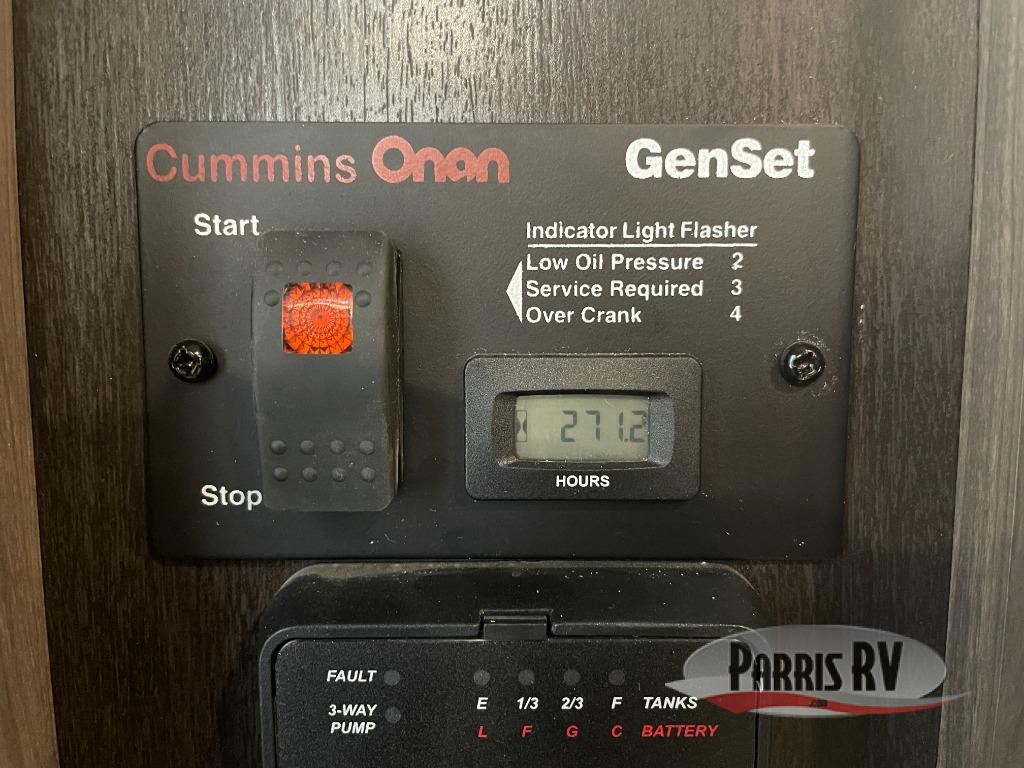 Cummins Onan GenSet
Start
Indicator Light Flasher
Low Oil Pressure 2
Service Required 3
Over Crank 4
271.2
HOURS
Stop
FAULT
3-WAY
PUMP
E 1/3 2/3 F TANKS
L F G C BATTERY
PARRIS RV
.com